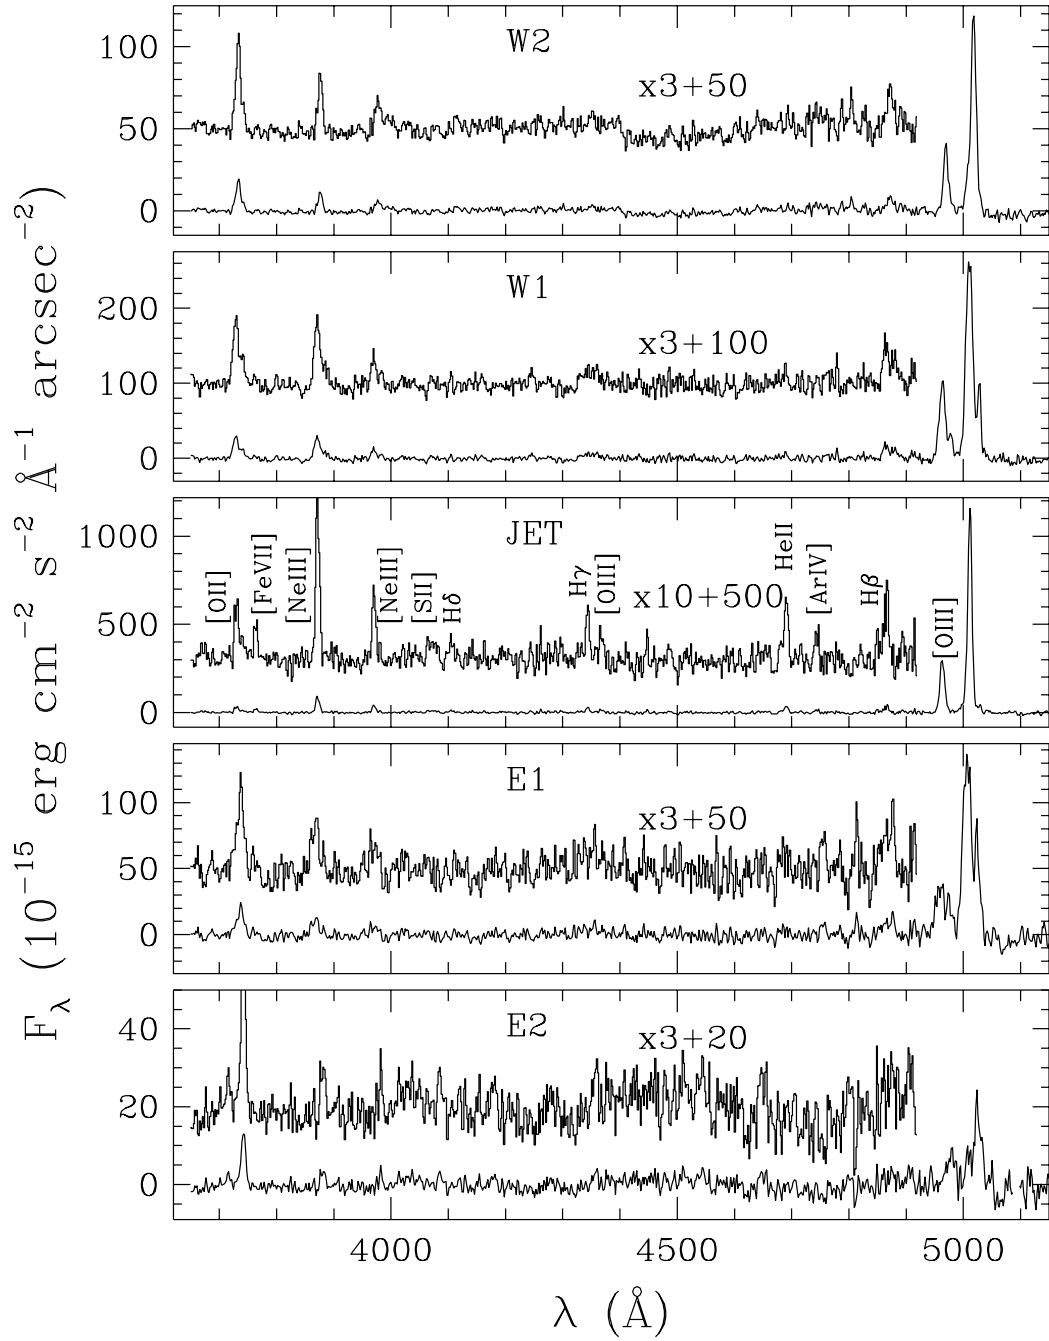 W2
x3+50
100
50
0
W1
x3+100
200
100
0
JET
x10+500
1000
500
0
[OII]
[FeVII]
[NeIII]
[NeIII]
[SII]
Hδ
Hγ
[OIII]
HeII
[ArIV]
Hβ
[OIII]
E1
x3+50
100
50
0
E2
x3+20
40
20
0
4000
4500
5000
λ (Å)
F_λ (10⁻¹⁵ erg cm⁻² s⁻² Å⁻¹ arcsec⁻²)